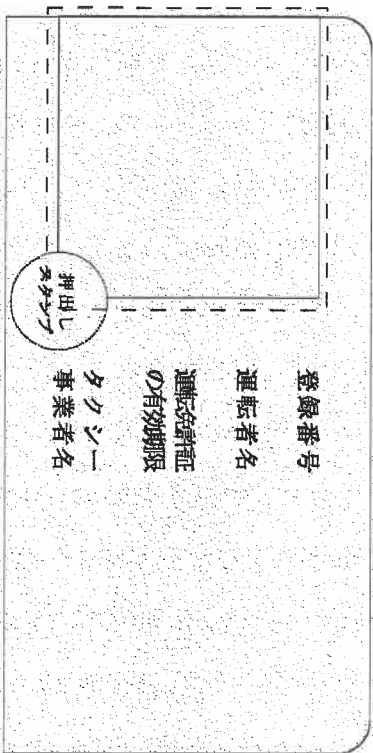 登録番号
運転者名
運転免許証
の有効期限
タクシー
事業者名
押出し
スタンプ